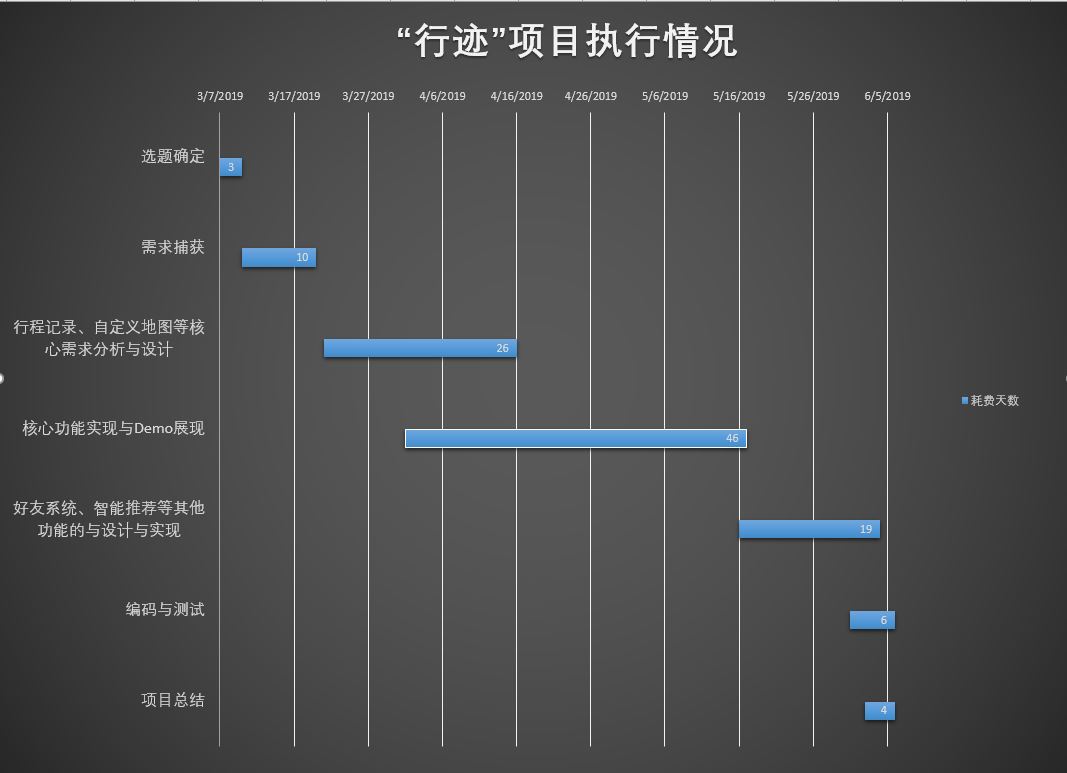 “行迹”项目执行情况
3/7/2019 3/17/2019 3/27/2019 4/6/2019 4/16/2019 4/26/2019 5/6/2019 5/16/2019 5/26/2019 6/5/2019
选题确定
3
需求捕获
10
行程记录、自定义地图等核
心需求分析与设计
26
耗费天数
核心功能实现与Demo展现
46
好友系统、智能推荐等其他
功能的与设计与实现
19
编码与测试
6
项目总结
4